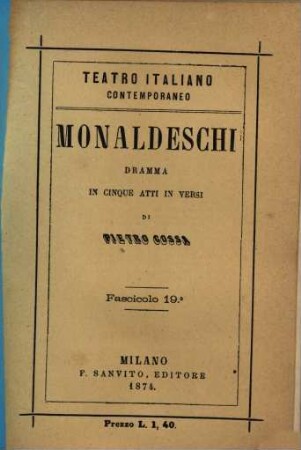 TEATRO ITALIANO
CONTEMPORANEO
MONALDESCHI
DRAMMA
IN CINQUE ATTI IN VERSI
DI
PIETRO COSSA
Fascicolo 19.º
MILANO
F. SANVITO, EDITORE
1874.
Prezzo L. 1, 40.